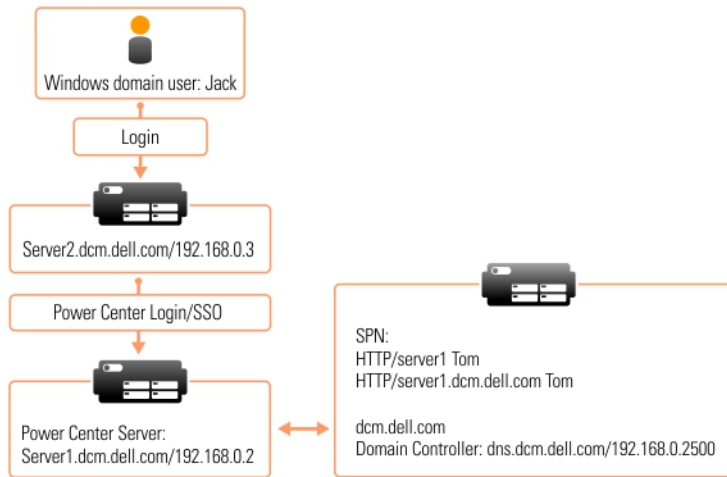 Windows domain user: Jack
Login
Server2.dcm.dell.com/192.168.0.3
Power Center Login/SSO
Power Center Server:
Server1.dcm.dell.com/192.168.0.2
SPN:
HTTP/server1 Tom
HTTP/server1.dcm.dell.com Tom
dcm.dell.com
Domain Controller: dns.dcm.dell.com/192.168.0.2500